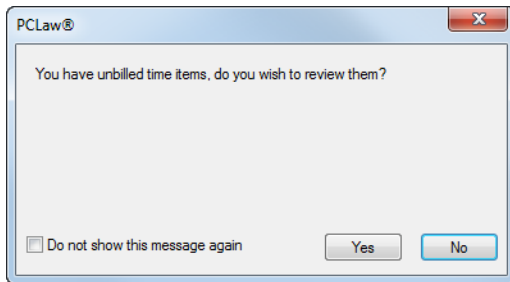 PCLaw®
You have unbilled time items, do you wish to review them?
Do not show this message again
Yes
No